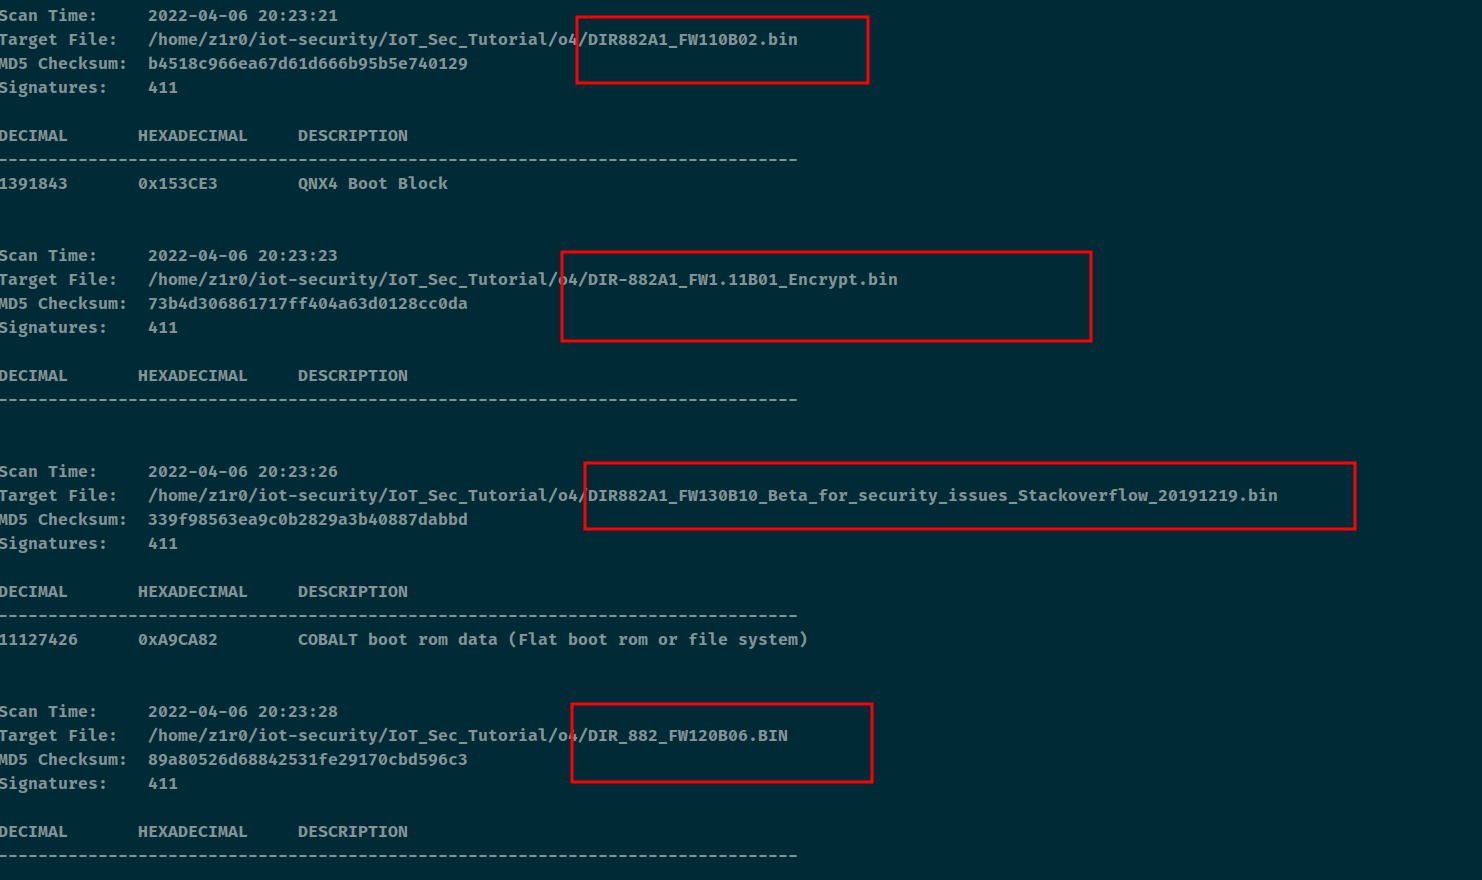 Scan Time:     2022-04-06 20:23:21
Target File:   /home/z1r0/iot-security/IoT_Sec_Tutorial/o4/DIR882A1_FW110B02.bin
MD5 Checksum:  b4518c966ea67d61d666b95b5e740129
Signatures:    411
DECIMAL       HEXADECIMAL     DESCRIPTION
--------------------------------------------------------------------------------
1391843       0x153CE3        QNX4 Boot Block
Scan Time:     2022-04-06 20:23:23
Target File:   /home/z1r0/iot-security/IoT_Sec_Tutorial/o4/DIR-882A1_FW1.11B01_Encrypt.bin
MD5 Checksum:  73b4d306861717ff404a63d0128cc0da
Signatures:    411
DECIMAL       HEXADECIMAL     DESCRIPTION
--------------------------------------------------------------------------------
Scan Time:     2022-04-06 20:23:26
Target File:   /home/z1r0/iot-security/IoT_Sec_Tutorial/o4/DIR882A1_FW130B10_Beta_for_security_issues_Stackoverflow_20191219.bin
MD5 Checksum:  339f98563ea9c0b2829a3b40887dabbd
Signatures:    411
DECIMAL       HEXADECIMAL     DESCRIPTION
--------------------------------------------------------------------------------
11127426      0xA9CA82        COBALT boot rom data (Flat boot rom or file system)
Scan Time:     2022-04-06 20:23:28
Target File:   /home/z1r0/iot-security/IoT_Sec_Tutorial/o4/DIR_882_FW120B06.BIN
MD5 Checksum:  89a80526d68842531fe29170cbd596c3
Signatures:    411
DECIMAL       HEXADECIMAL     DESCRIPTION
--------------------------------------------------------------------------------